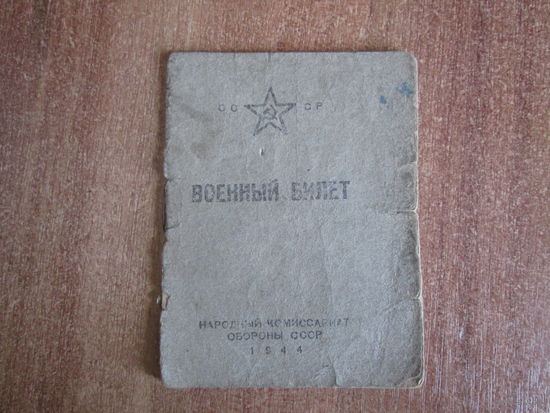 СС СР
ВОЕННЫЙ БИЛЕТ
НАРОДНЫЙ КОМИССАРИАТ
ОБОРОНЫ СССР
1944